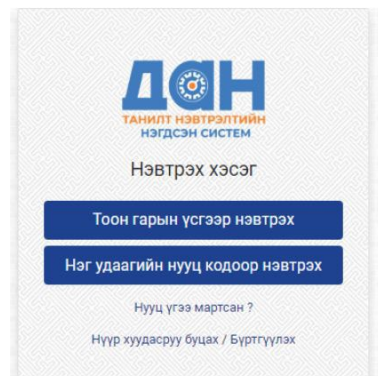 ДАН
ТАНИЛТ НЭВТРЭЛТИЙН
НЭГДСЭН СИСТЕМ
Нэвтрэх хэсэг
Тоон гарын үсгээр нэвтрэх
Нэг удаагийн нууц кодоор нэвтрэх
Нууц үгээ мартсан ?
Нүүр хуудасруу буцах / Бүртгүүлэх